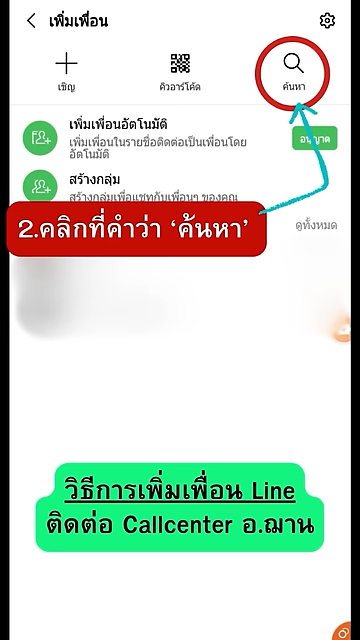 เพิ่มเพื่อน
เชิญ
คิวอาร์โค้ด
ค้นหา
เพิ่มเพื่อนอัตโนมัติ
เพิ่มเพื่อนในรายชื่อติดต่อเป็นเพื่อนโดย
อัตโนมัติ
อนุญาต
สร้างกลุ่ม
สร้างกลุ่มเพื่อแชทกับเพื่อนๆ ของคุณ
2.คลิกที่คำว่า ‘ค้นหา’
ดูทั้งหมด
วิธีการเพิ่มเพื่อน Line
ติดต่อ Callcenter อ.ฌาน